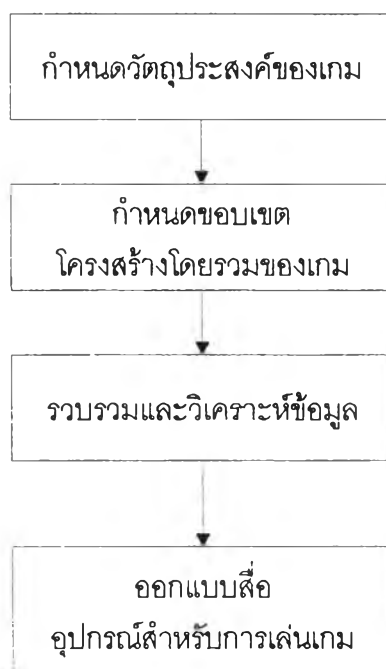 กำหนดวัตถุประสงค์ของเกม
กำหนดขอบเขต
โครงสร้างโดยรวมของเกม
รวบรวมและวิเคราะห์ข้อมูล
ออกแบบสื่อ
อุปกรณ์สำหรับการเล่นเกม